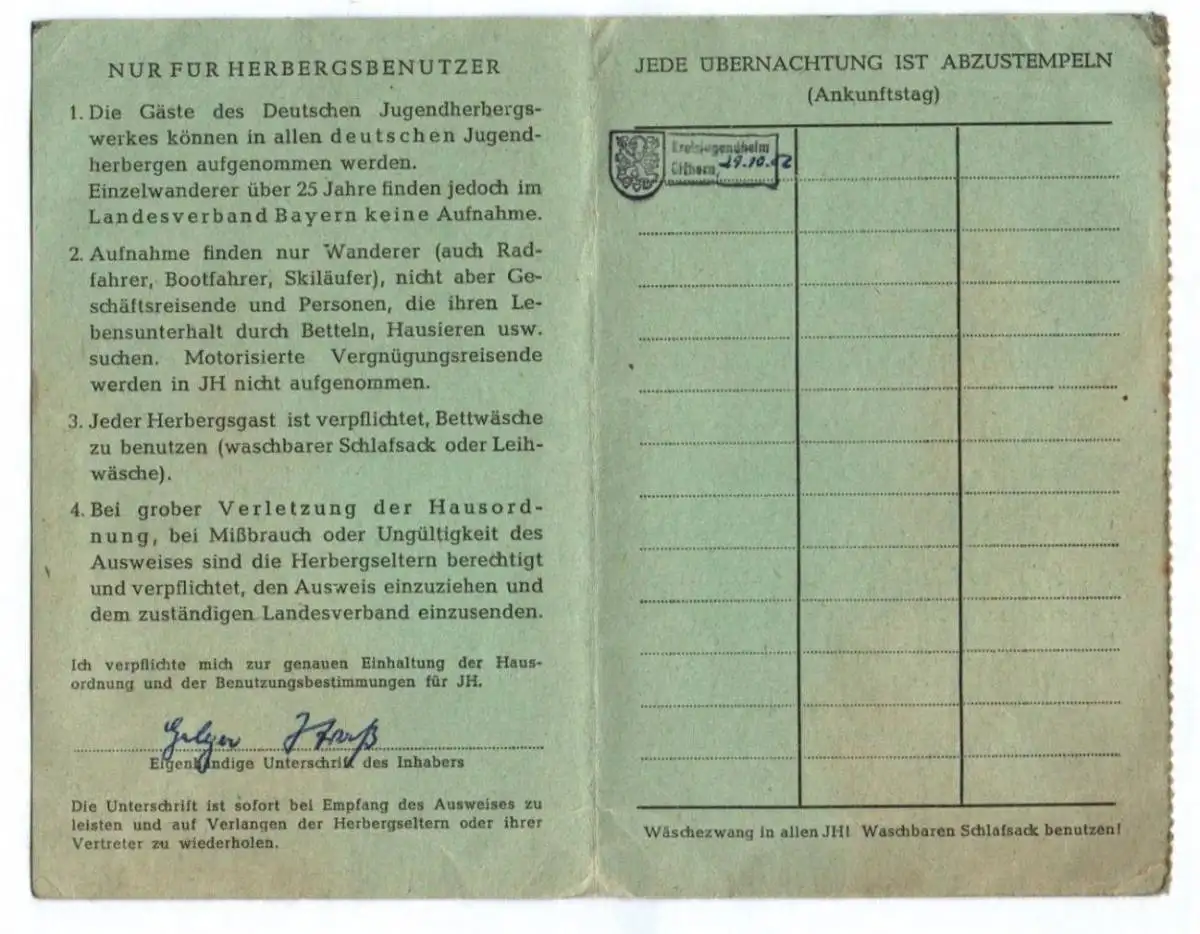 NUR FÜR HERBERGSBENUTZER
1. Die Gäste des Deutschen Jugendherbergs-
werkes können in allen deutschen Jugend-
herbergen aufgenommen werden.
Einzelwanderer über 25 Jahre finden jedoch im
Landesverband Bayern keine Aufnahme.
2. Aufnahme finden nur Wanderer (auch Rad-
fahrer, Bootfahrer, Skiläufer), nicht aber Ge-
schäftsreisende und Personen, die ihren Le-
bensunterhalt durch Betteln, Hausieren usw.
suchen. Motorisierte Vergnügungsreisende
werden in JH nicht aufgenommen.
3. Jeder Herbergsgast ist verpflichtet, Bettwäsche
zu benutzen (waschbarer Schlafsack oder Leih-
wäsche).
4. Bei grober Verletzung der Hausord-
nung, bei Mißbrauch oder Ungültigkeit des
Ausweises sind die Herbergseltern berechtigt
und verpflichtet, den Ausweis einzuziehen und
dem zuständigen Landesverband einzusenden.
Ich verpflichte mich zur genauen Einhaltung der Haus-
ordnung und der Benutzungsbestimmungen für JH.
Eigenhändige Unterschrift des Inhabers
Die Unterschrift ist sofort bei Empfang des Ausweises zu
leisten und auf Verlangen der Herbergseltern oder ihrer
Vertreter zu wiederholen.
JEDE ÜBERNACHTUNG IST ABZUSTEMPELN
(Ankunftstag)
Kreisjugendheim
Gifhorn, 19.10.52
Wäschezwang in allen JH! Waschbaren Schlafsack benutzen!